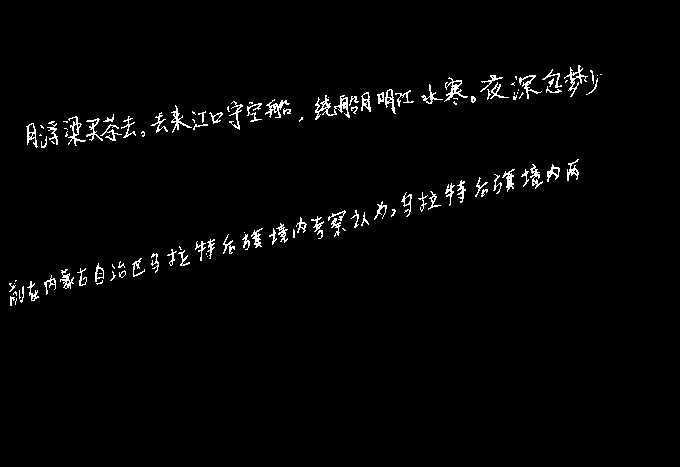 月浮梁买茶去。去来江口守空船，绕船月明江水寒。夜深忽梦少
前在内蒙古自治区乌拉特后旗境内考察认为，乌拉特后旗境内两